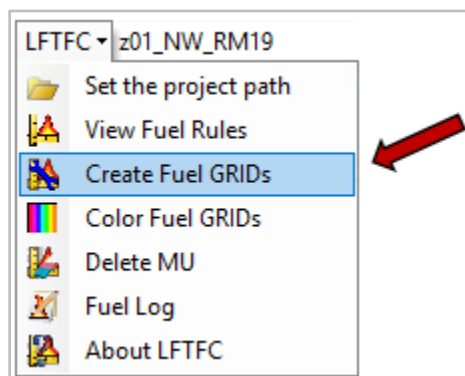 LFTFC z01_NW_RM19
Set the project path
View Fuel Rules
Create Fuel GRIDs
Color Fuel GRIDs
Delete MU
Fuel Log
About LFTFC